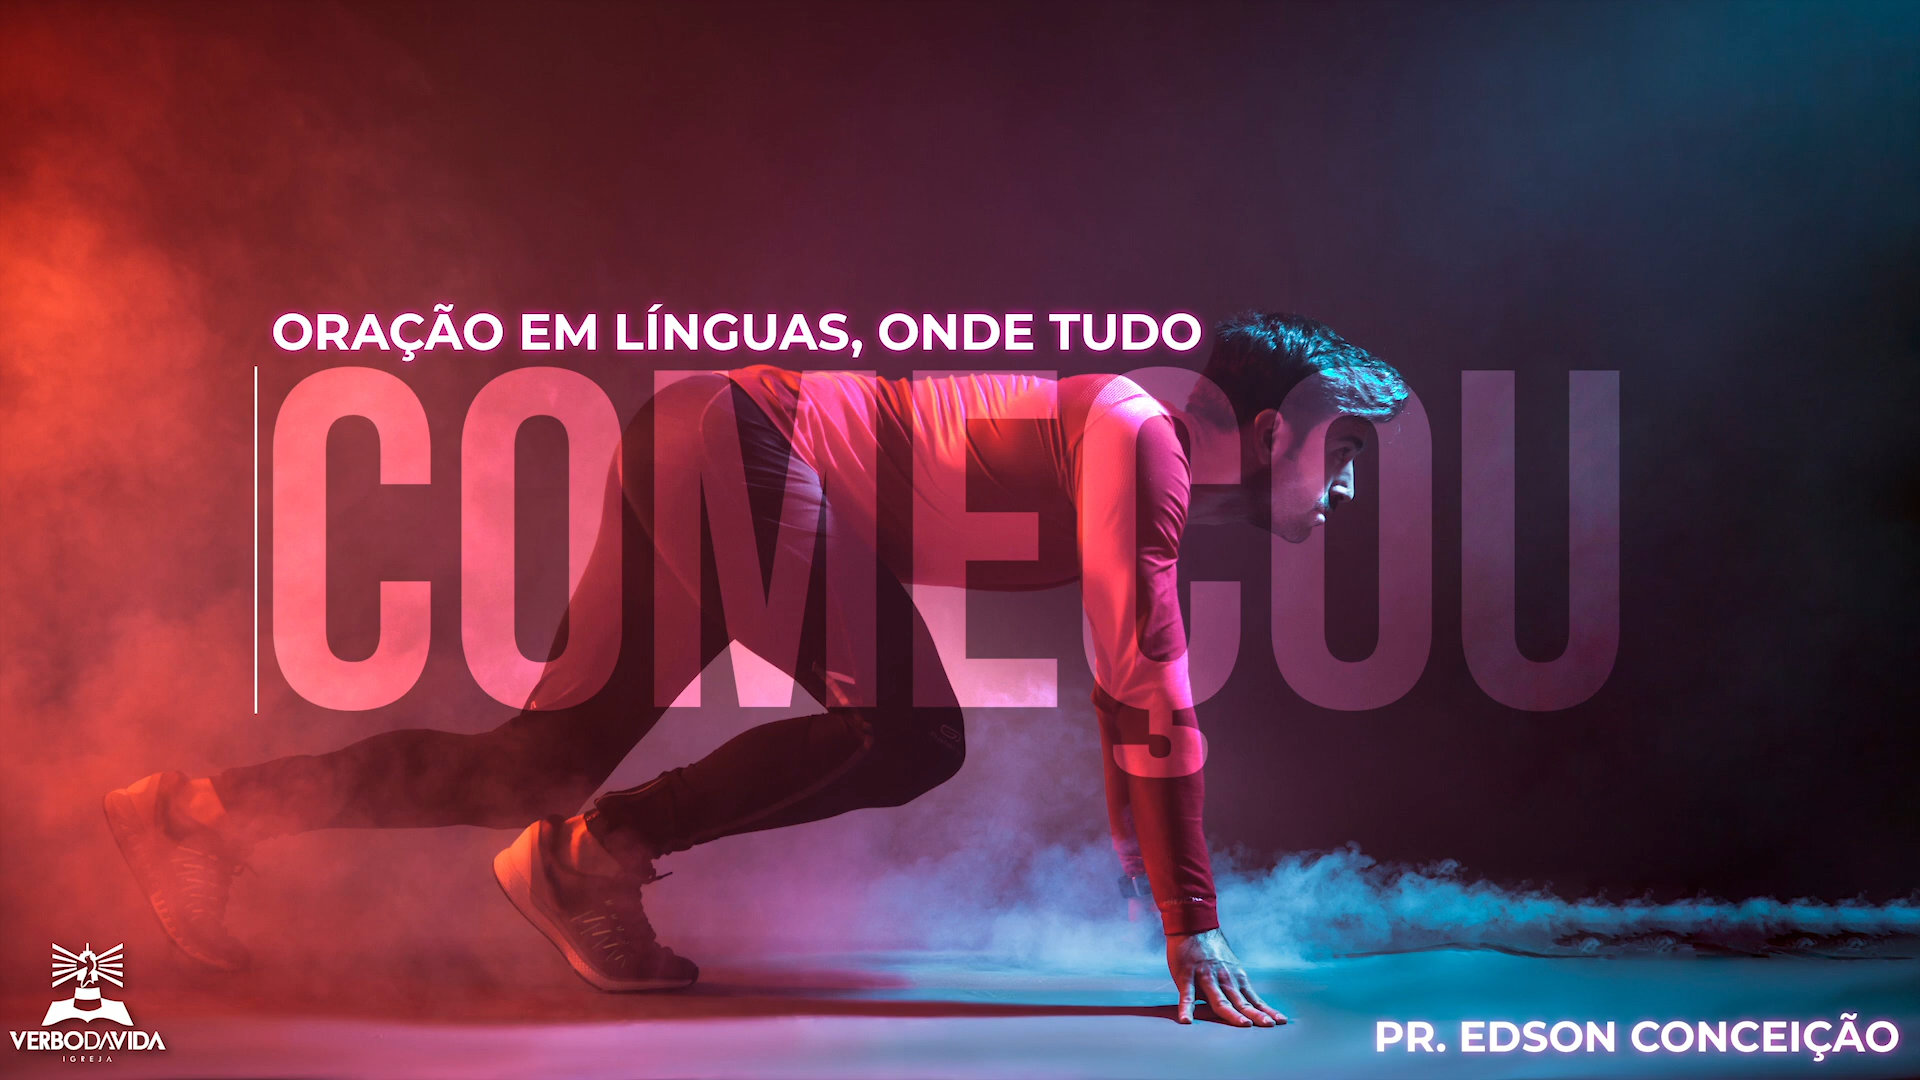 ORAÇÃO EM LÍNGUAS, ONDE TUDO
COMEÇOU
VERBODAVIDA
IGREJA
PR. EDSON CONCEIÇÃO